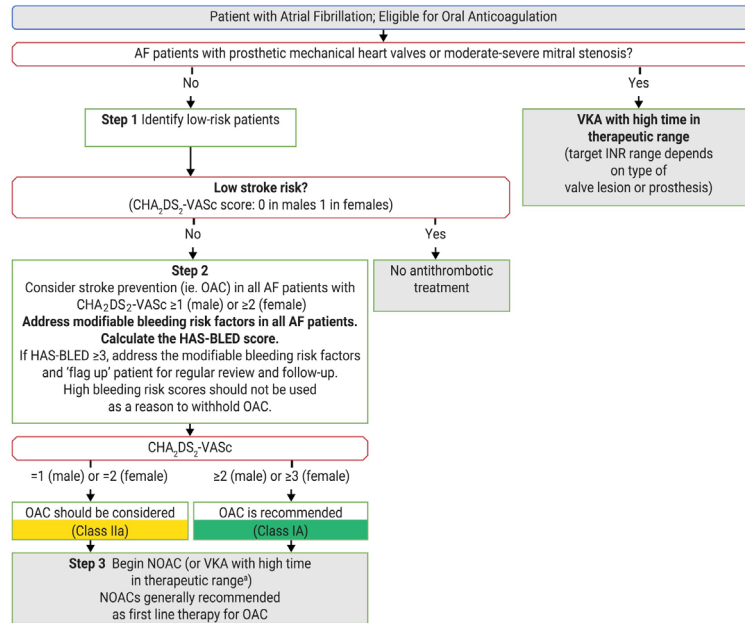 Patient with Atrial Fibrillation; Eligible for Oral Anticoagulation
AF patients with prosthetic mechanical heart valves or moderate-severe mitral stenosis?
No
Yes
Step 1 Identify low-risk patients
VKA with high time in
therapeutic range
(target INR range depends
on type of
valve lesion or prosthesis)
Low stroke risk?
(CHA₂DS₂-VASc score: 0 in males 1 in females)
No
Yes
Step 2
Consider stroke prevention (ie. OAC) in all AF patients with
CHA₂DS₂-VASc ≥1 (male) or ≥2 (female)
Address modifiable bleeding risk factors in all AF patients.
Calculate the HAS-BLED score.
If HAS-BLED ≥3, address the modifiable bleeding risk factors
and ‘flag up’ patient for regular review and follow-up.
High bleeding risk scores should not be used
as a reason to withhold OAC.
No antithrombotic
treatment
CHA₂DS₂-VASc
=1 (male) or =2 (female)
≥2 (male) or ≥3 (female)
OAC should be considered
(Class IIa)
OAC is recommended
(Class IA)
Step 3 Begin NOAC (or VKA with high time
in therapeutic rangeᵃ)
NOACs generally recommended
as first line therapy for OAC